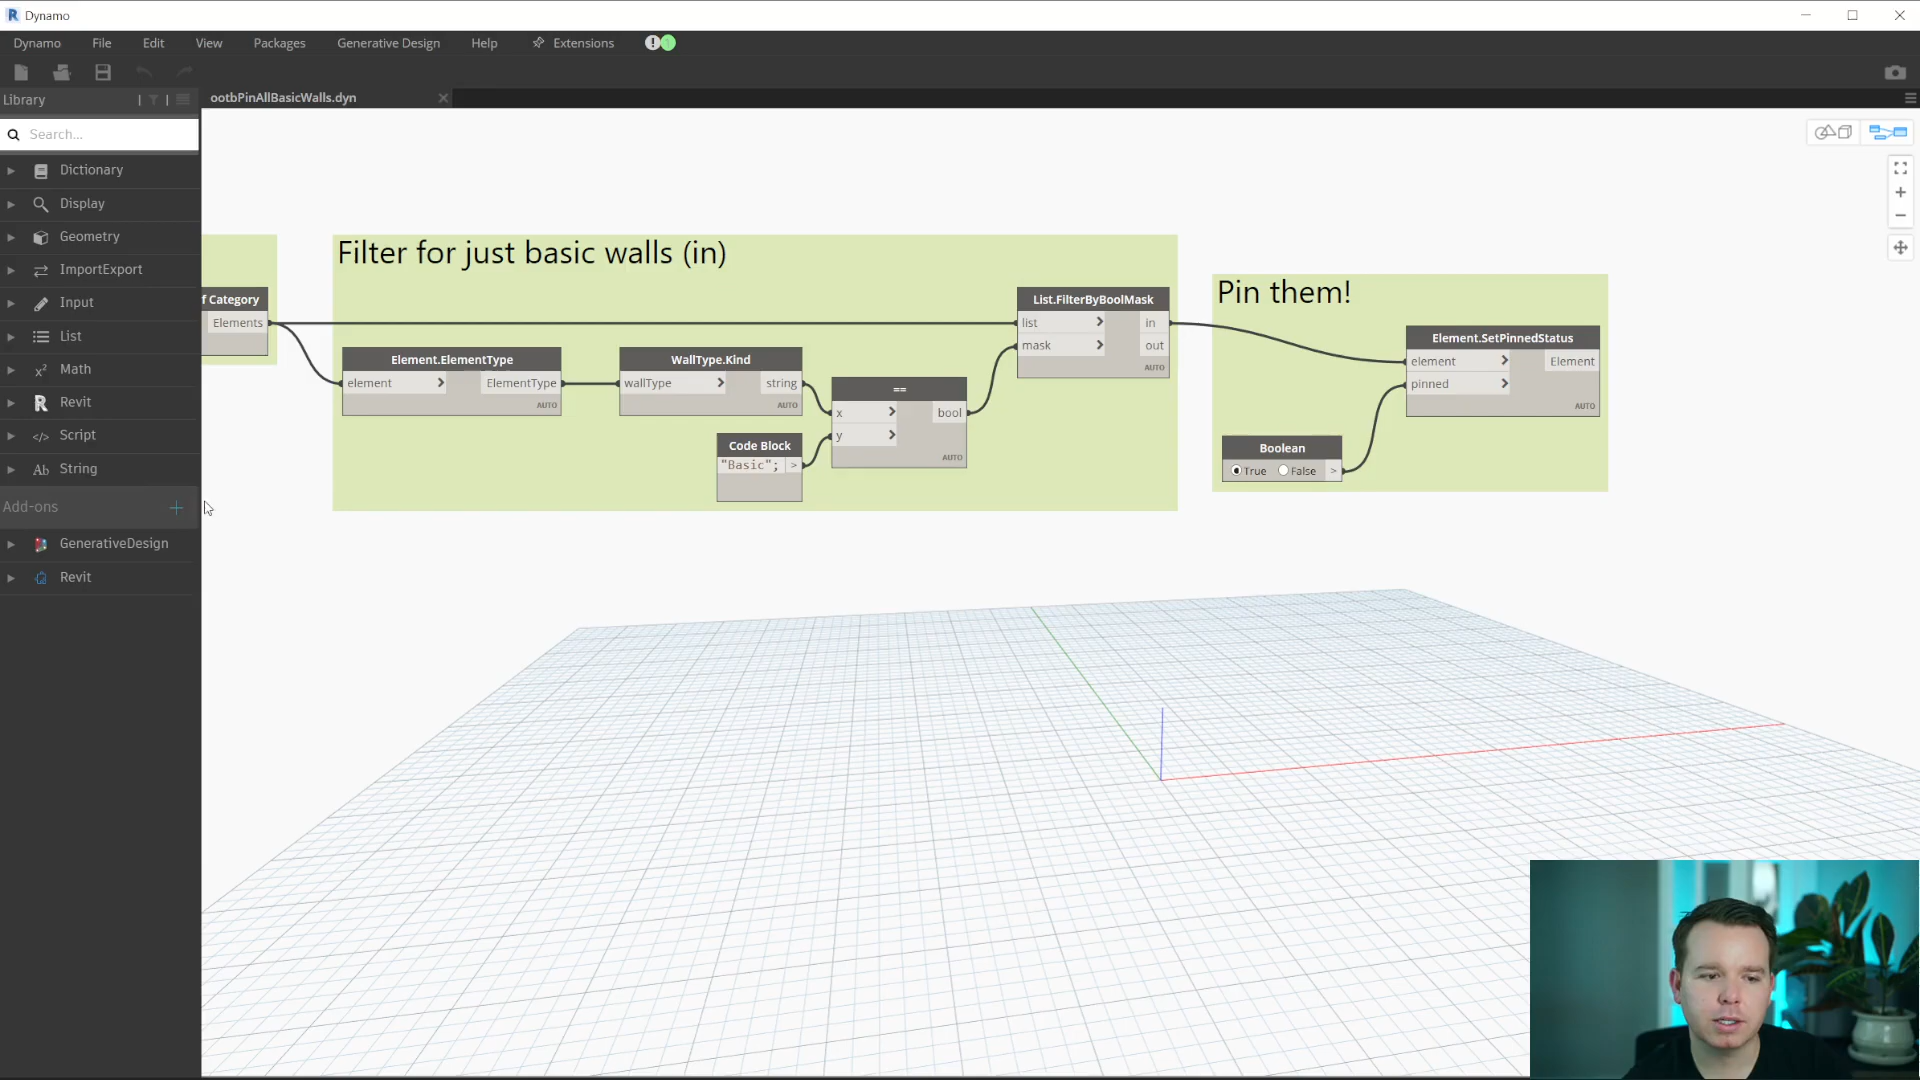 R Dynamo
Dynamo File Edit View Packages Generative Design Help Extensions ! 1
Library
ootbPinAllBasicWalls.dyn
Search...
Dictionary
Display
Geometry
ImportExport
Input
List
Math
R Revit
</> Script
Ab String
Add-ons +
GenerativeDesign
Revit
f Category
Elements
Filter for just basic walls (in)
Element.ElementType
element > ElementType
AUTO
WallType.Kind
wallType > string
AUTO
Code Block
"Basic"; >
==
x > bool
y >
AUTO
List.FilterByBoolMask
list > in
mask > out
AUTO
Pin them!
Element.SetPinnedStatus
element > Element
pinned >
AUTO
Boolean
True False >